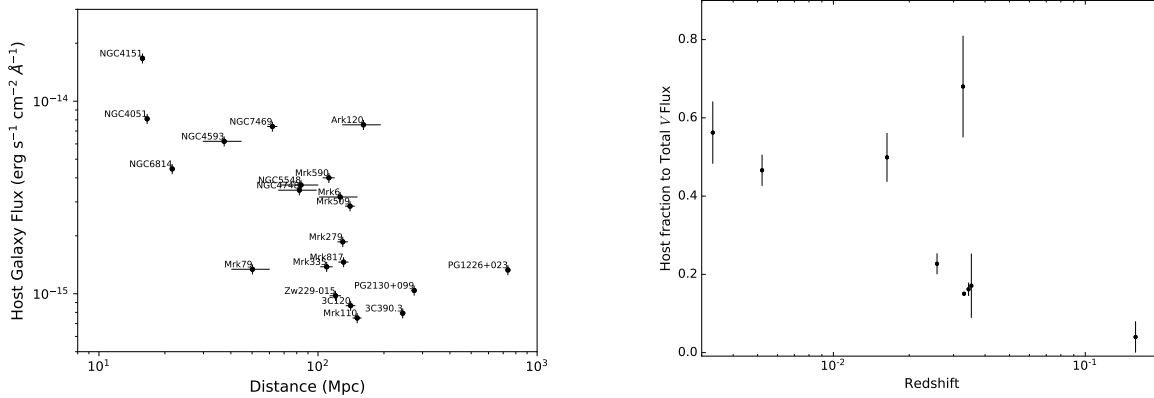 Host Galaxy Flux (erg s⁻¹ cm⁻² Å⁻¹)
10⁻¹⁴
10⁻¹⁵
NGC4151
NGC4051
NGC7469
Ark120
NGC4593
NGC6814
Mrk590
NGC5548
NGC4748
Mrk6
Mrk509
Mrk279
Mrk817
Mrk335
Mrk79
PG1226+023
Zw229-015
PG2130+099
3C120
3C390.3
Mrk110
10¹ 10² 10³
Distance (Mpc)
Host fraction to Total V Flux
0.8
0.6
0.4
0.2
0.0
10⁻² 10⁻¹
Redshift